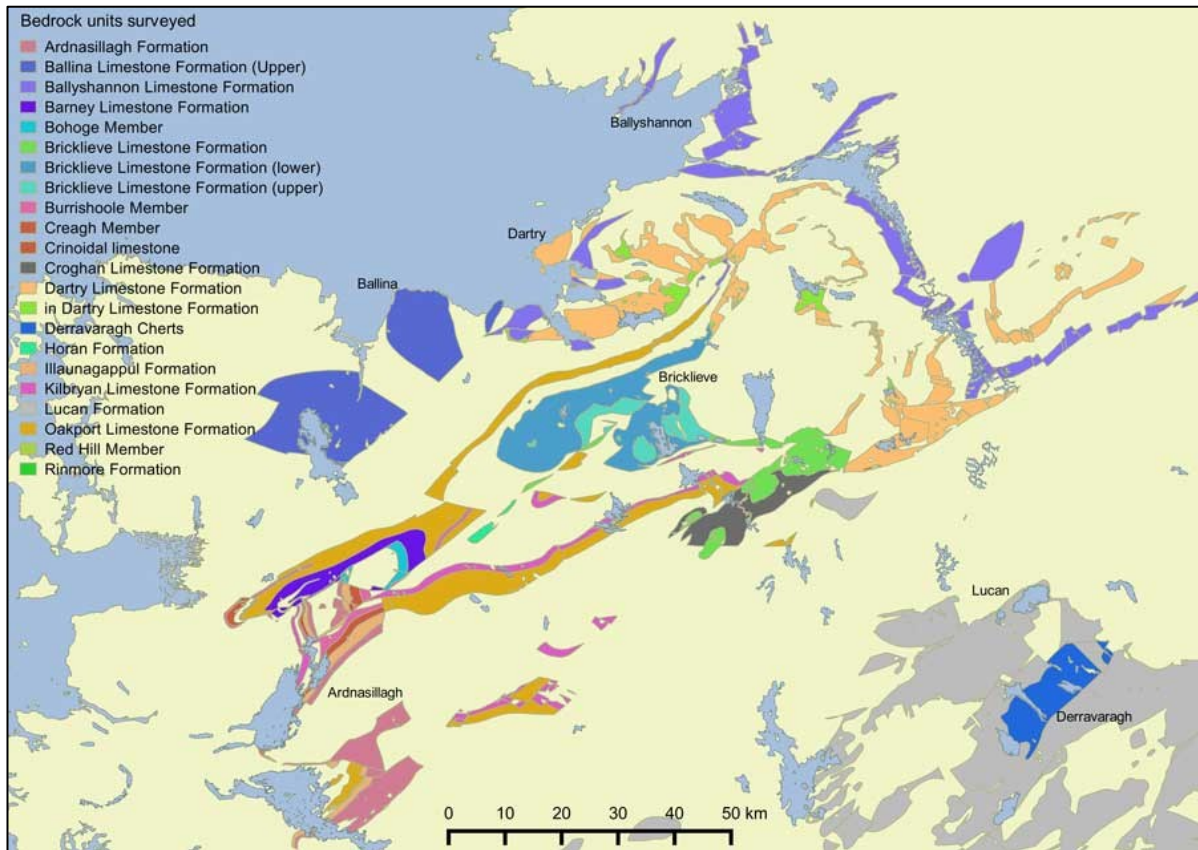 Bedrock units surveyed
Ardnasillagh Formation
Ballina Limestone Formation (Upper)
Ballyshannon Limestone Formation
Barney Limestone Formation
Bohoge Member
Bricklieve Limestone Formation
Bricklieve Limestone Formation (lower)
Bricklieve Limestone Formation (upper)
Burrishoole Member
Creagh Member
Crinoidal limestone
Croghan Limestone Formation
Dartry Limestone Formation
in Dartry Limestone Formation
Derravaragh Cherts
Horan Formation
Illaunagappul Formation
Kilbryan Limestone Formation
Lucan Formation
Oakport Limestone Formation
Red Hill Member
Rinmore Formation
Ballyshannon
Dartry
Ballina
Bricklieve
Lucan
Ardnasillagh
Derravaragh
0 10 20 30 40 50 km